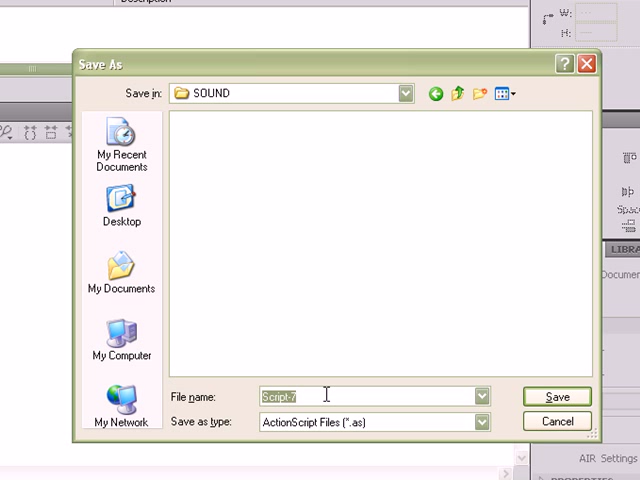 Description
W:
H:
Save As
Save in:
SOUND
My Recent
Documents
Desktop
My Documents
My Computer
My Network
File name:
Script-7
Save
Save as type:
ActionScript Files (*.as)
Cancel
Space
LIBRA
Documen
AIR Settings